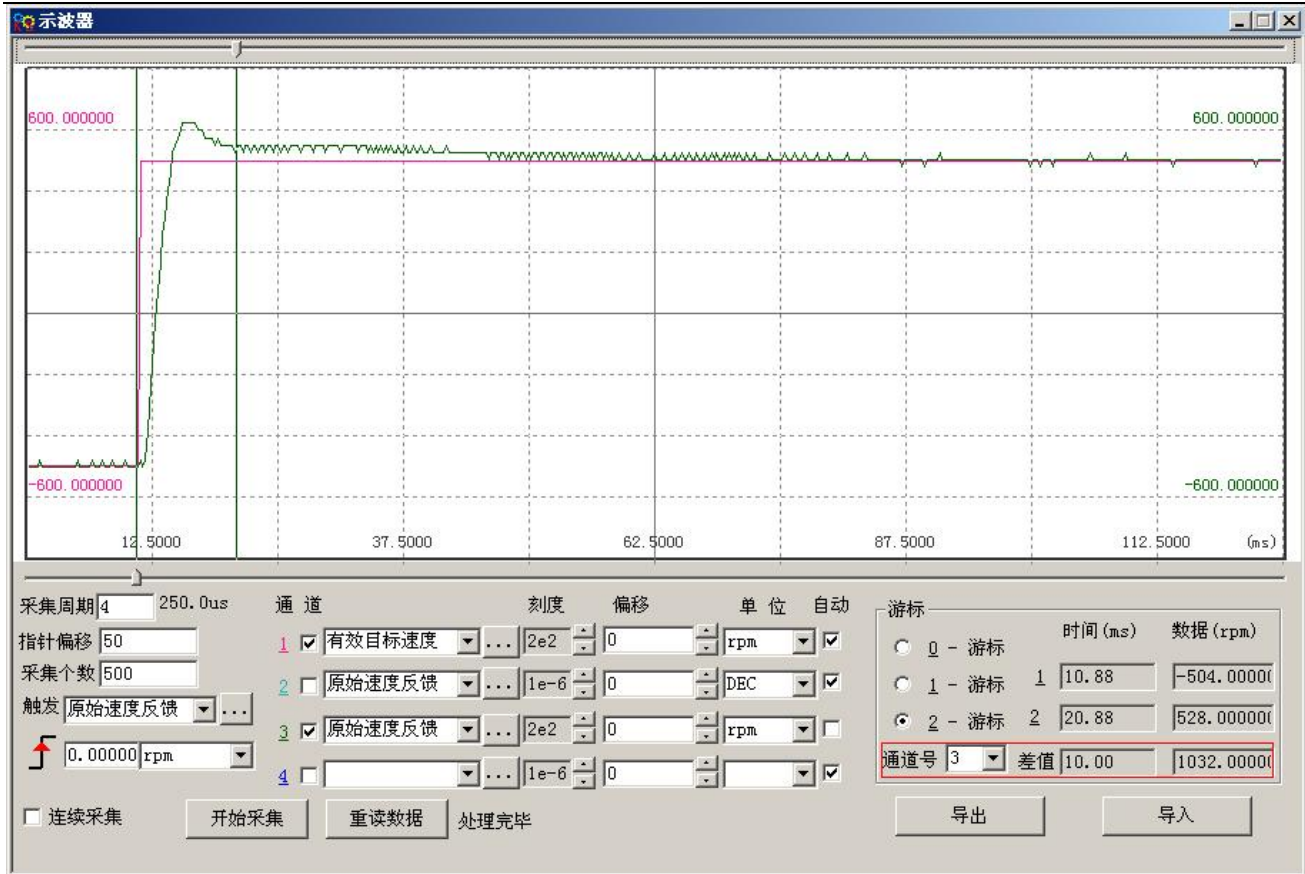 示波器
600.000000 600.000000
-600.000000 -600.000000
12.5000 37.5000 62.5000 87.5000 112.5000 (ms)
采集周期 4 250.0us
指针偏移 50
采集个数 500
触发 原始速度反馈 ...
0.00000 rpm
连续采集 开始采集 重读数据 处理完毕
通 道 刻度 偏移 单 位 自动
1 有效目标速度 ... 2e2 0 rpm
2 原始速度反馈 ... 1e-6 0 DEC
3 原始速度反馈 ... 2e2 0 rpm
4 ... 1e-6 0
游标
时间(ms) 数据(rpm)
0 - 游标
1 - 游标 1 10.88 -504.0000(
2 - 游标 2 20.88 528.00000(
通道号 3 差值 10.00 1032.0000(
导出 导入